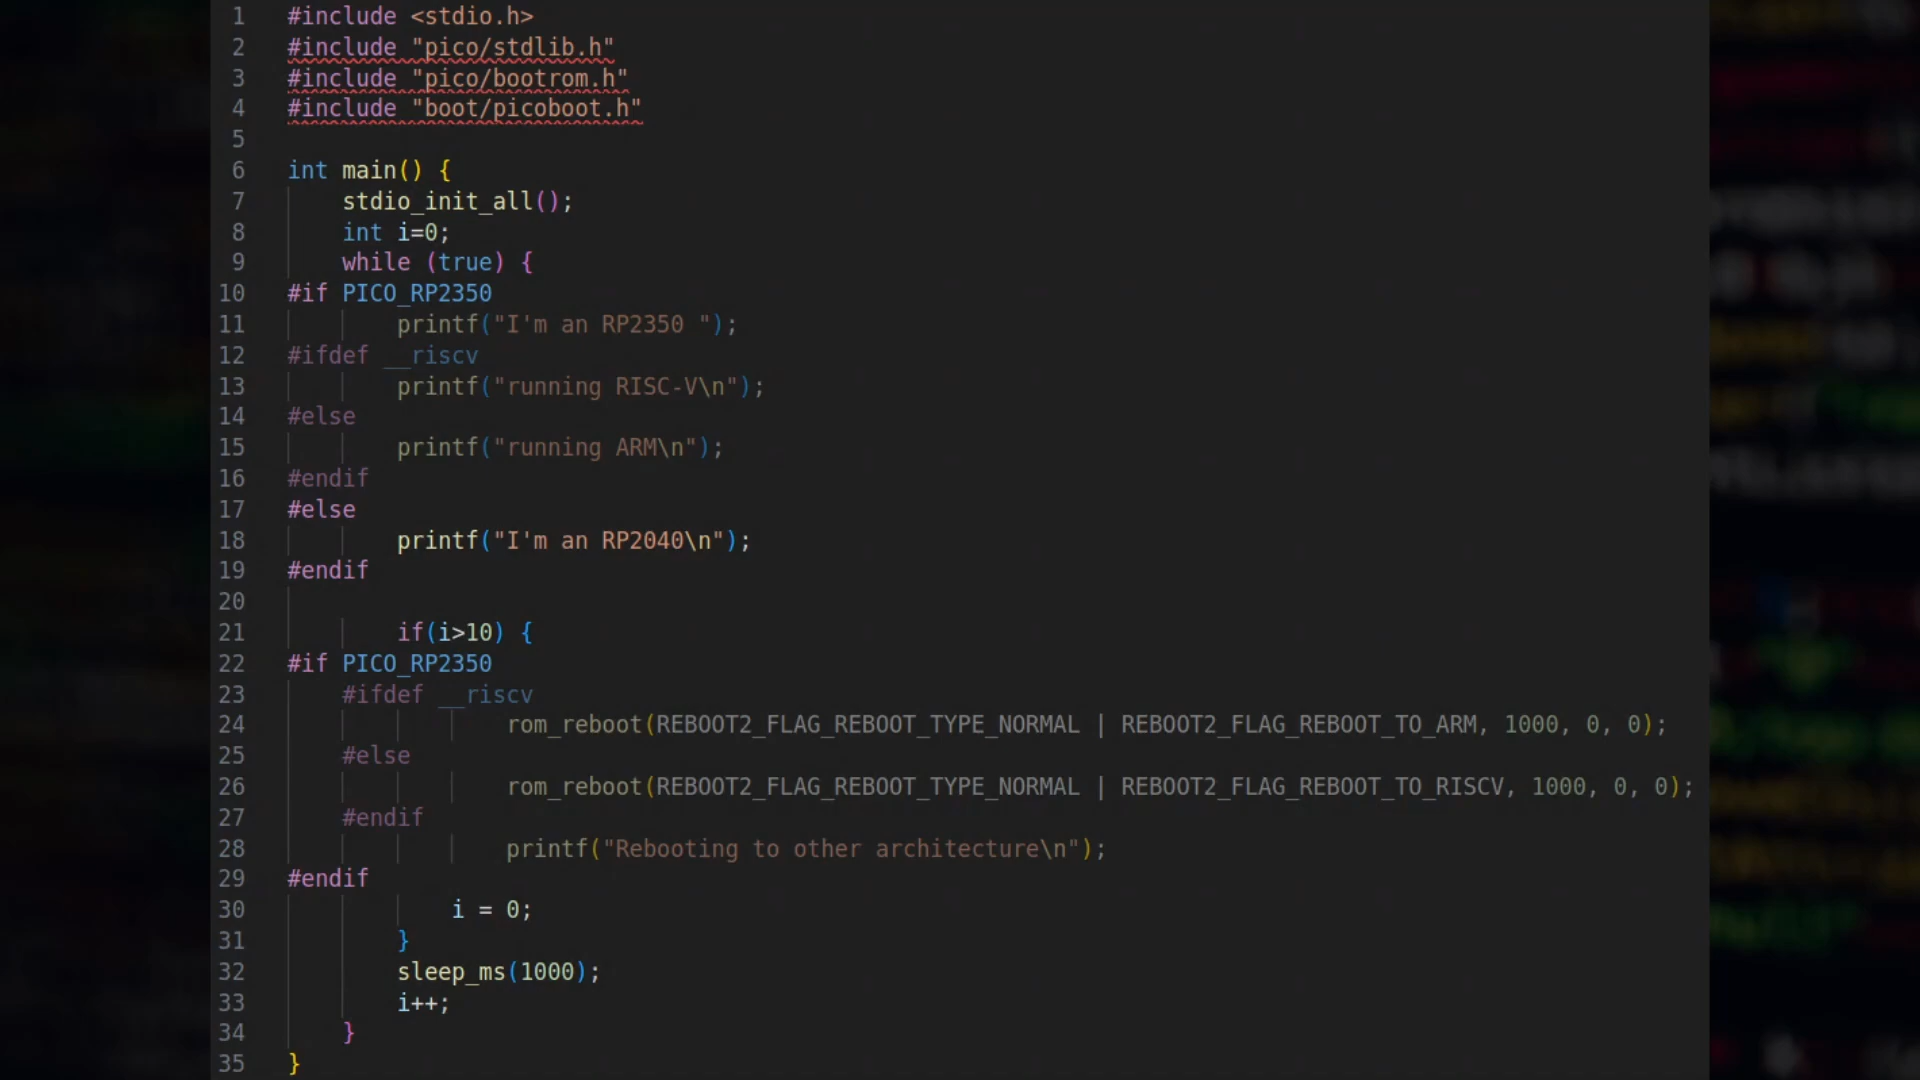 1 #include <stdio.h>
2 #include "pico/stdlib.h"
3 #include "pico/bootrom.h"
4 #include "boot/picoboot.h"
5
6 int main() {
7     stdio_init_all();
8     int i=0;
9     while (true) {
10 #if PICO_RP2350
11         printf("I'm an RP2350 ");
12 #ifdef __riscv
13         printf("running RISC-V\n");
14 #else
15         printf("running ARM\n");
16 #endif
17 #else
18         printf("I'm an RP2040\n");
19 #endif
20
21         if(i>10) {
22 #if PICO_RP2350
23     #ifdef __riscv
24                 rom_reboot(REBOOT2_FLAG_REBOOT_TYPE_NORMAL | REBOOT2_FLAG_REBOOT_TO_ARM, 1000, 0, 0);
25     #else
26                 rom_reboot(REBOOT2_FLAG_REBOOT_TYPE_NORMAL | REBOOT2_FLAG_REBOOT_TO_RISCV, 1000, 0, 0);
27     #endif
28                 printf("Rebooting to other architecture\n");
29 #endif
30             i = 0;
31         }
32         sleep_ms(1000);
33         i++;
34     }
35 }